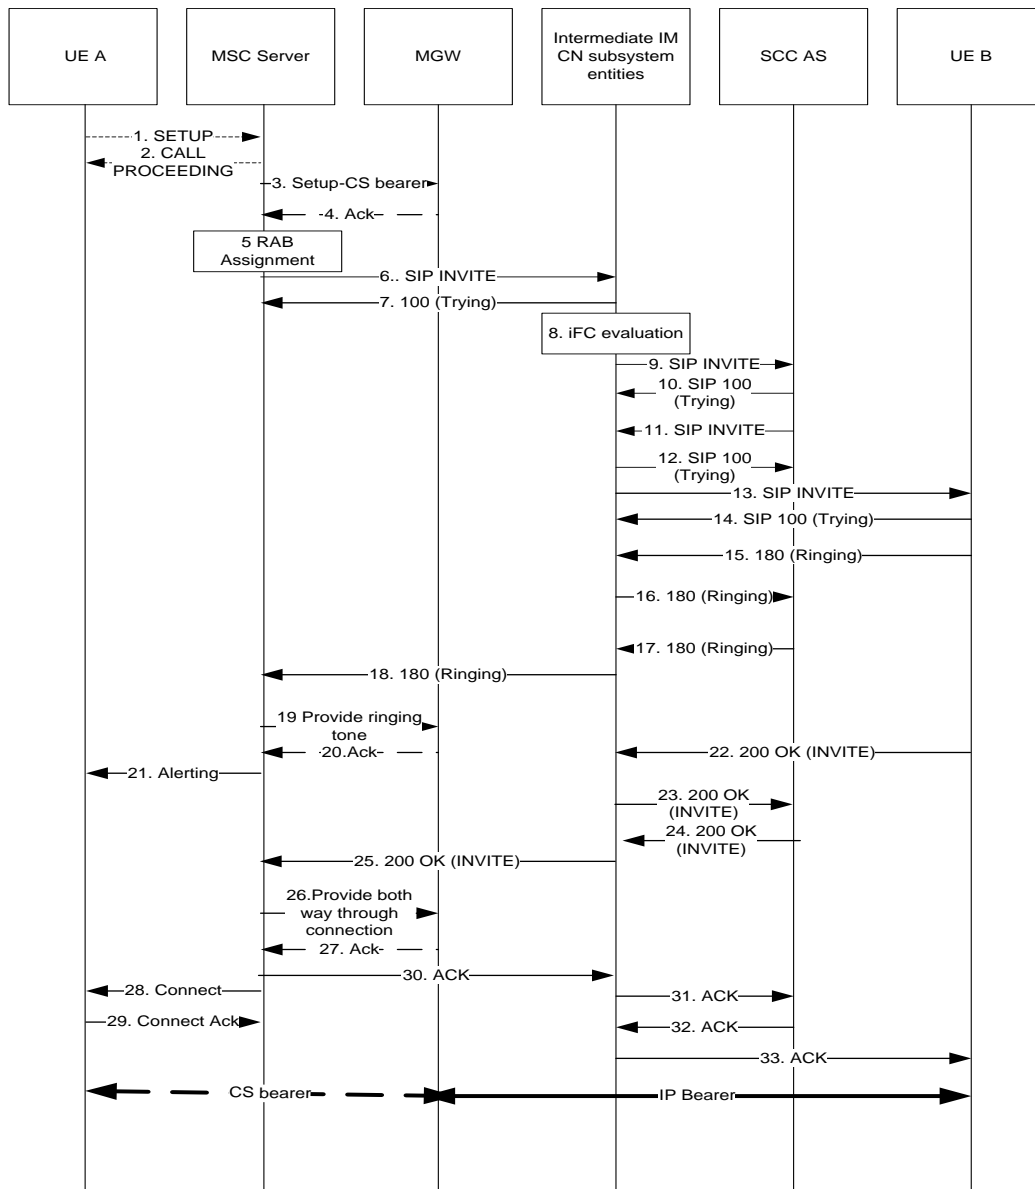 UE A
MSC Server
MGW
Intermediate IM
CN subsystem
entities
SCC AS
UE B
1. SETUP
2. CALL
PROCEEDING
3. Setup-CS bearer
4. Ack
5 RAB
Assignment
6.. SIP INVITE
7. 100 (Trying)
8. iFC evaluation
9. SIP INVITE
10. SIP 100
(Trying)
11. SIP INVITE
12. SIP 100
(Trying)
13. SIP INVITE
14. SIP 100 (Trying)
15. 180 (Ringing)
16. 180 (Ringing)
17. 180 (Ringing)
18. 180 (Ringing)
19 Provide ringing
tone
20.Ack
22. 200 OK (INVITE)
21. Alerting
23. 200 OK
(INVITE)
24. 200 OK
(INVITE)
25. 200 OK (INVITE)
26.Provide both
way through
connection
27. Ack
30. ACK
28. Connect
31. ACK
29. Connect Ack
32. ACK
33. ACK
CS bearer
IP Bearer